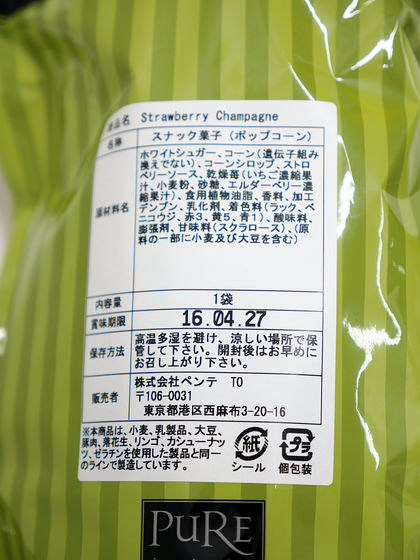 商品名 Strawberry Champagne
名称 スナック菓子（ポップコーン）
原材料名
ホワイトシュガー、コーン（遺伝子組み
換えでない）、コーンシロップ、ストロ
ベリーソース、乾燥苺（いちご濃縮果
汁、小麦粉、砂糖、エルダーベリー濃
縮果汁）、食用植物油脂、香料、加工
デンプン、乳化剤、着色料（ラック、ベ
ニコウジ、赤3、黄5、青1）、酸味料、
膨張剤、甘味料（スクラロース）、（原
料の一部に小麦及び大豆を含む）
内容量 1袋
賞味期限 16.04.27
保存方法
高温多湿を避け、涼しい場所で保
管して下さい。開封後はお早めに
お召し上がり下さい。
販売者
株式会社ペンテ TO
〒106-0031
東京都港区西麻布3-20-16
※本商品は、小麦、乳製品、大豆、
豚肉、落花生、リンゴ、カシューナッ
ツ、ゼラチンを使用した製品と同一
のラインで製造しています。
紙
シール
プラ
個包装
PURE